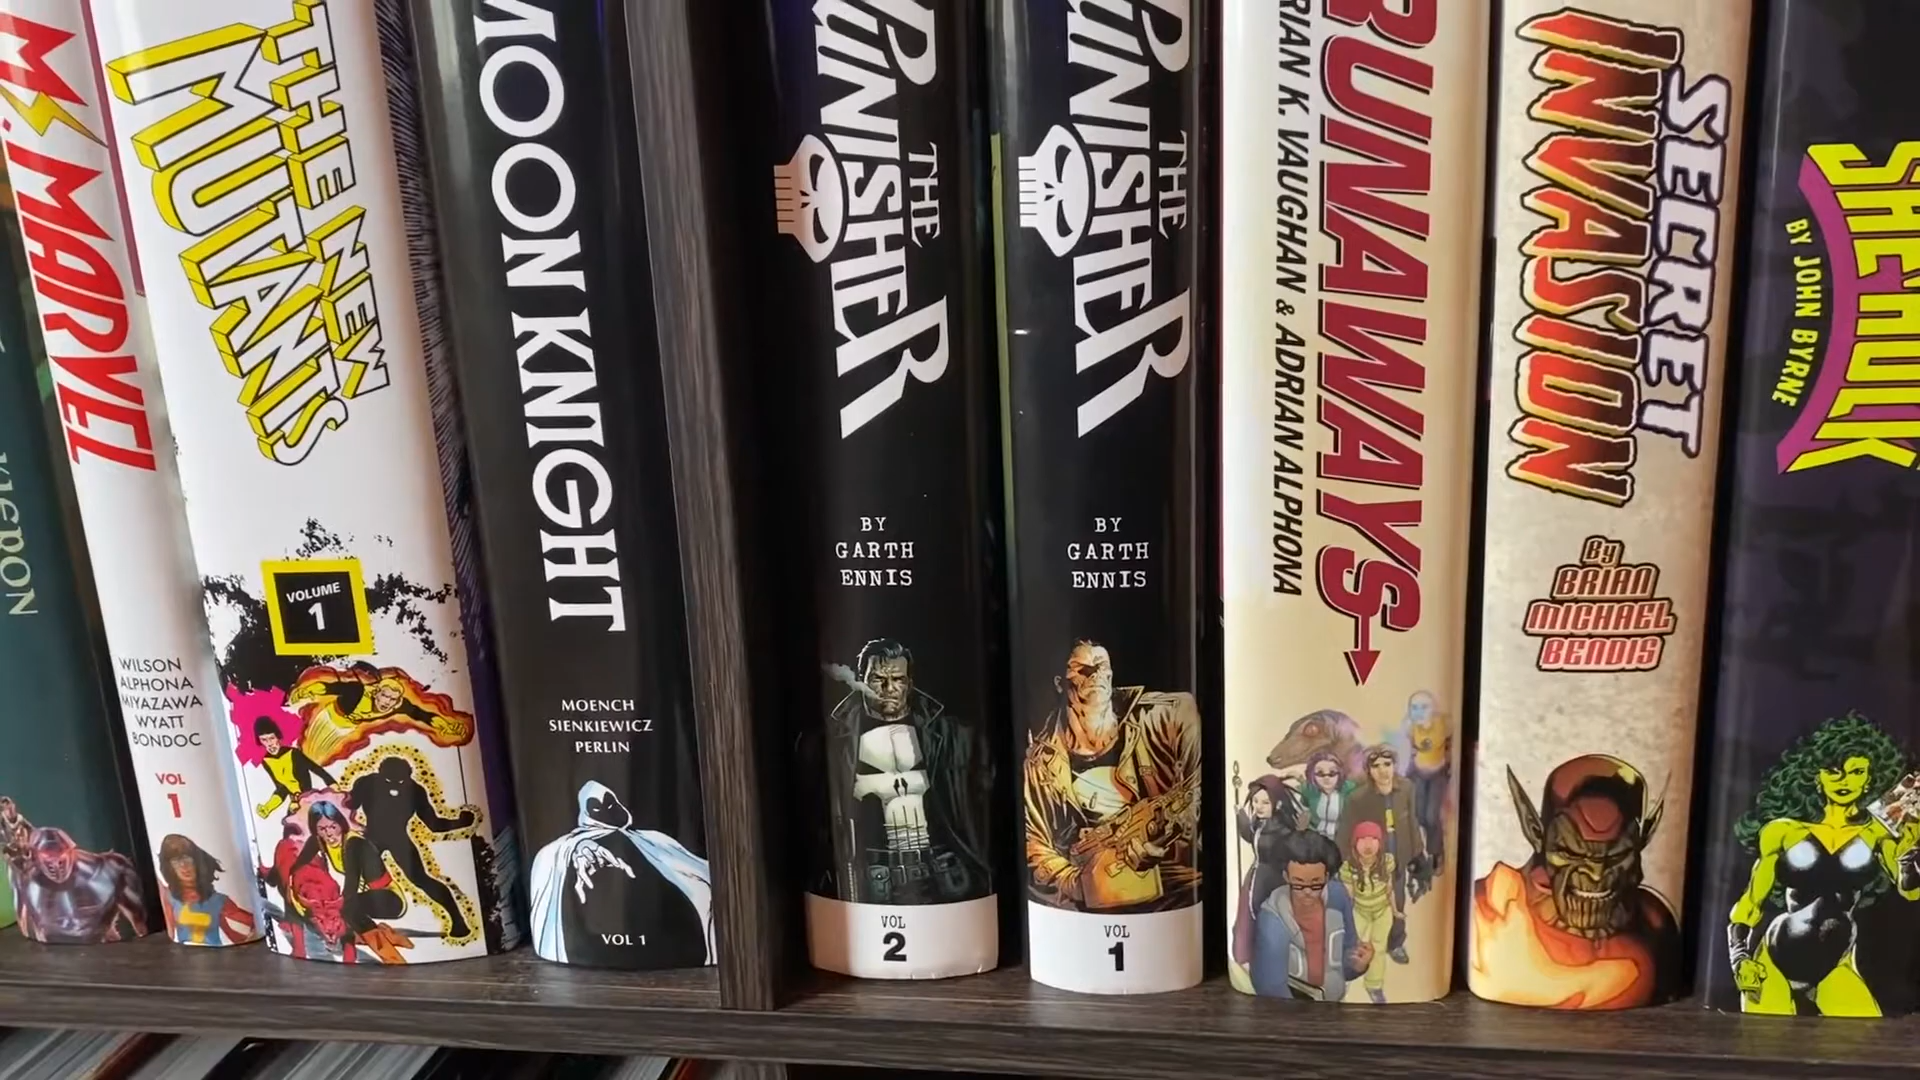 MS. MARVEL
WILSON
ALPHONA
MIYAZAWA
WYATT
BONDOC
VOL
1
THE NEW
MUTANTS
VOLUME
1
MOON KNIGHT
MOENCH
SIENKIEWICZ
PERLIN
VOL 1
THE
PUNISHER
BY
GARTH
ENNIS
VOL
2
THE
PUNISHER
BY
GARTH
ENNIS
VOL
1
RUNAWAYS
RIAN K. VAUGHAN & ADRIAN ALPHONA
SECRET
INVASION
By
BRIAN
MICHAEL
BENDIS
SHE-HULK
BY JOHN BYRNE